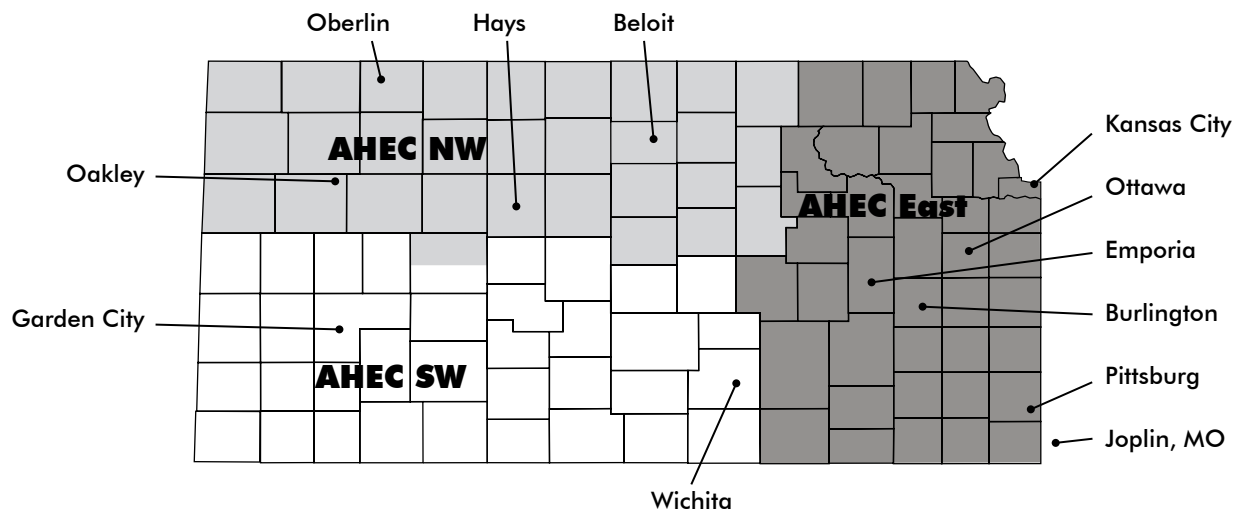 Oberlin
Hays
Beloit
Kansas City
AHEC NW
Oakley
Ottawa
AHEC East
Emporia
Garden City
Burlington
AHEC SW
Pittsburg
Joplin, MO
Wichita